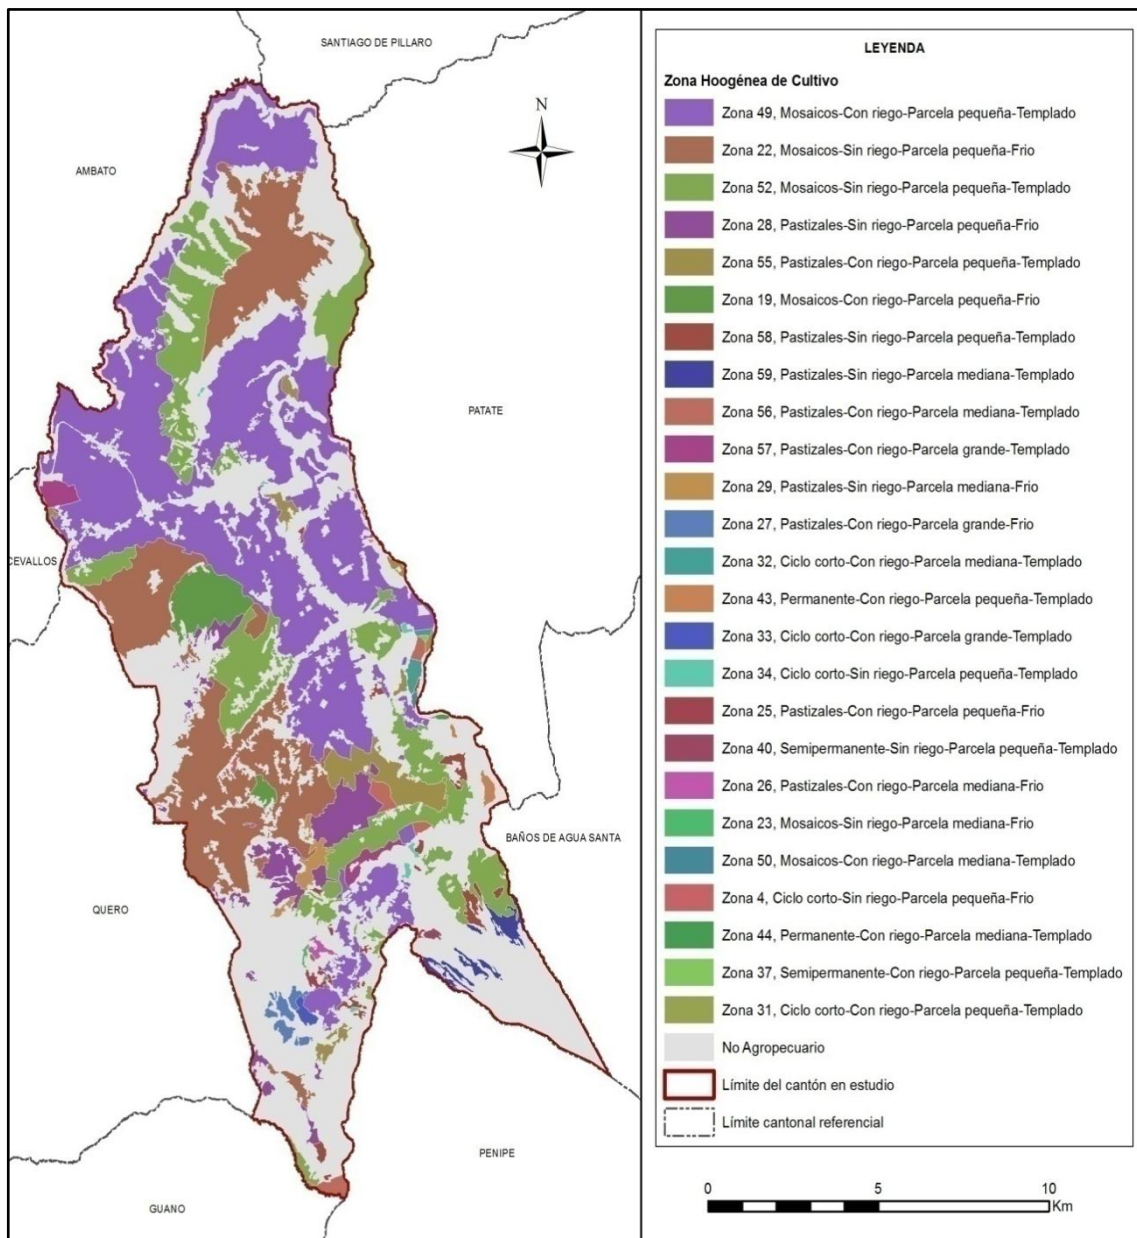 SANTIAGO DE PILLARO
AMBATO
N
PATATE
CEVALLOS
BAÑOS DE AGUA SANTA
QUERO
PENIPE
GUANO
LEYENDA
Zona Hoogénea de Cultivo
Zona 49, Mosaicos-Con riego-Parcela pequeña-Templado
Zona 22, Mosaicos-Sin riego-Parcela pequeña-Frio
Zona 52, Mosaicos-Sin riego-Parcela pequeña-Templado
Zona 28, Pastizales-Sin riego-Parcela pequeña-Frio
Zona 55, Pastizales-Con riego-Parcela pequeña-Templado
Zona 19, Mosaicos-Con riego-Parcela pequeña-Frio
Zona 58, Pastizales-Sin riego-Parcela pequeña-Templado
Zona 59, Pastizales-Sin riego-Parcela mediana-Templado
Zona 56, Pastizales-Con riego-Parcela mediana-Templado
Zona 57, Pastizales-Con riego-Parcela grande-Templado
Zona 29, Pastizales-Sin riego-Parcela mediana-Frio
Zona 27, Pastizales-Con riego-Parcela grande-Frio
Zona 32, Ciclo corto-Con riego-Parcela mediana-Templado
Zona 43, Permanente-Con riego-Parcela pequeña-Templado
Zona 33, Ciclo corto-Con riego-Parcela grande-Templado
Zona 34, Ciclo corto-Sin riego-Parcela pequeña-Templado
Zona 25, Pastizales-Con riego-Parcela pequeña-Frio
Zona 40, Semipermanente-Sin riego-Parcela pequeña-Templado
Zona 26, Pastizales-Con riego-Parcela mediana-Frio
Zona 23, Mosaicos-Sin riego-Parcela mediana-Frio
Zona 50, Mosaicos-Con riego-Parcela mediana-Templado
Zona 4, Ciclo corto-Sin riego-Parcela pequeña-Frio
Zona 44, Permanente-Con riego-Parcela mediana-Templado
Zona 37, Semipermanente-Con riego-Parcela pequeña-Templado
Zona 31, Ciclo corto-Con riego-Parcela pequeña-Templado
No Agropecuario
Límite del cantón en estudio
Límite cantonal referencial
0 5 10
Km